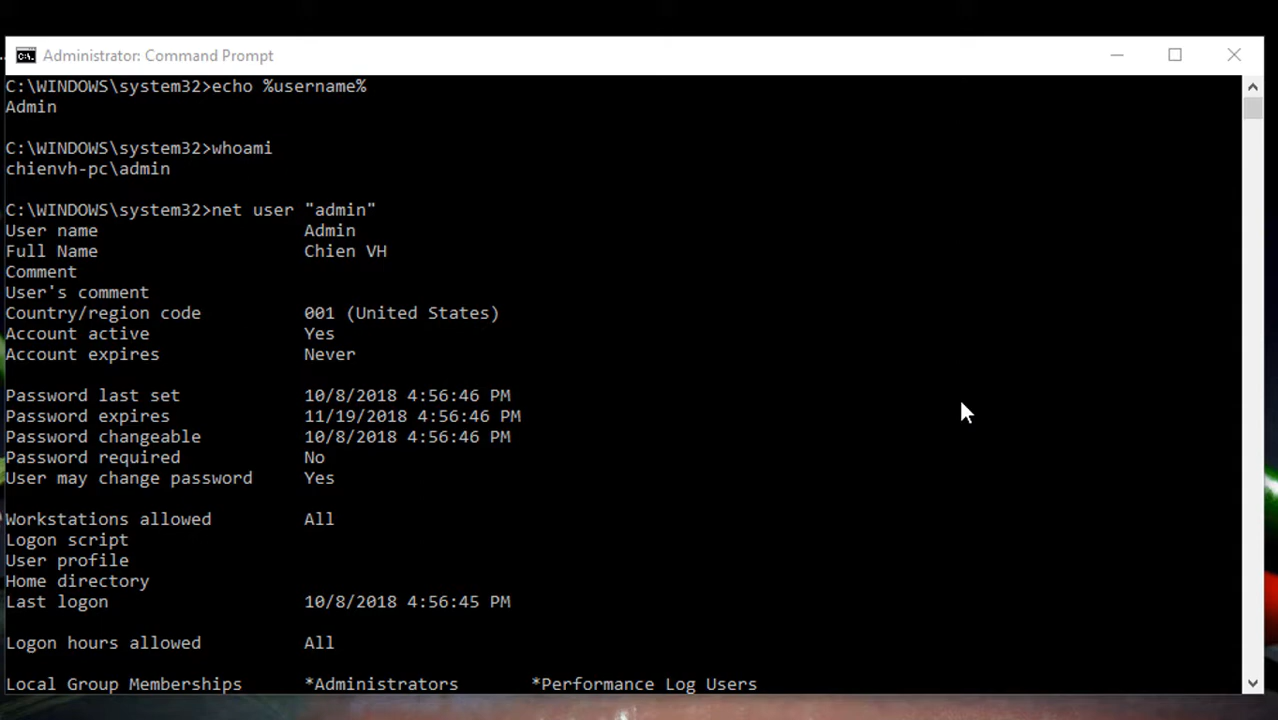 Administrator: Command Prompt
C:\WINDOWS\system32>echo %username%
Admin
C:\WINDOWS\system32>whoami
chienvh-pc\admin
C:\WINDOWS\system32>net user "admin"
User name                    Admin
Full Name                    Chien VH
Comment
User's comment
Country/region code          001 (United States)
Account active               Yes
Account expires              Never
Password last set            10/8/2018 4:56:46 PM
Password expires             11/19/2018 4:56:46 PM
Password changeable          10/8/2018 4:56:46 PM
Password required            No
User may change password     Yes
Workstations allowed         All
Logon script
User profile
Home directory
Last logon                   10/8/2018 4:56:45 PM
Logon hours allowed          All
Local Group Memberships      *Administrators       *Performance Log Users